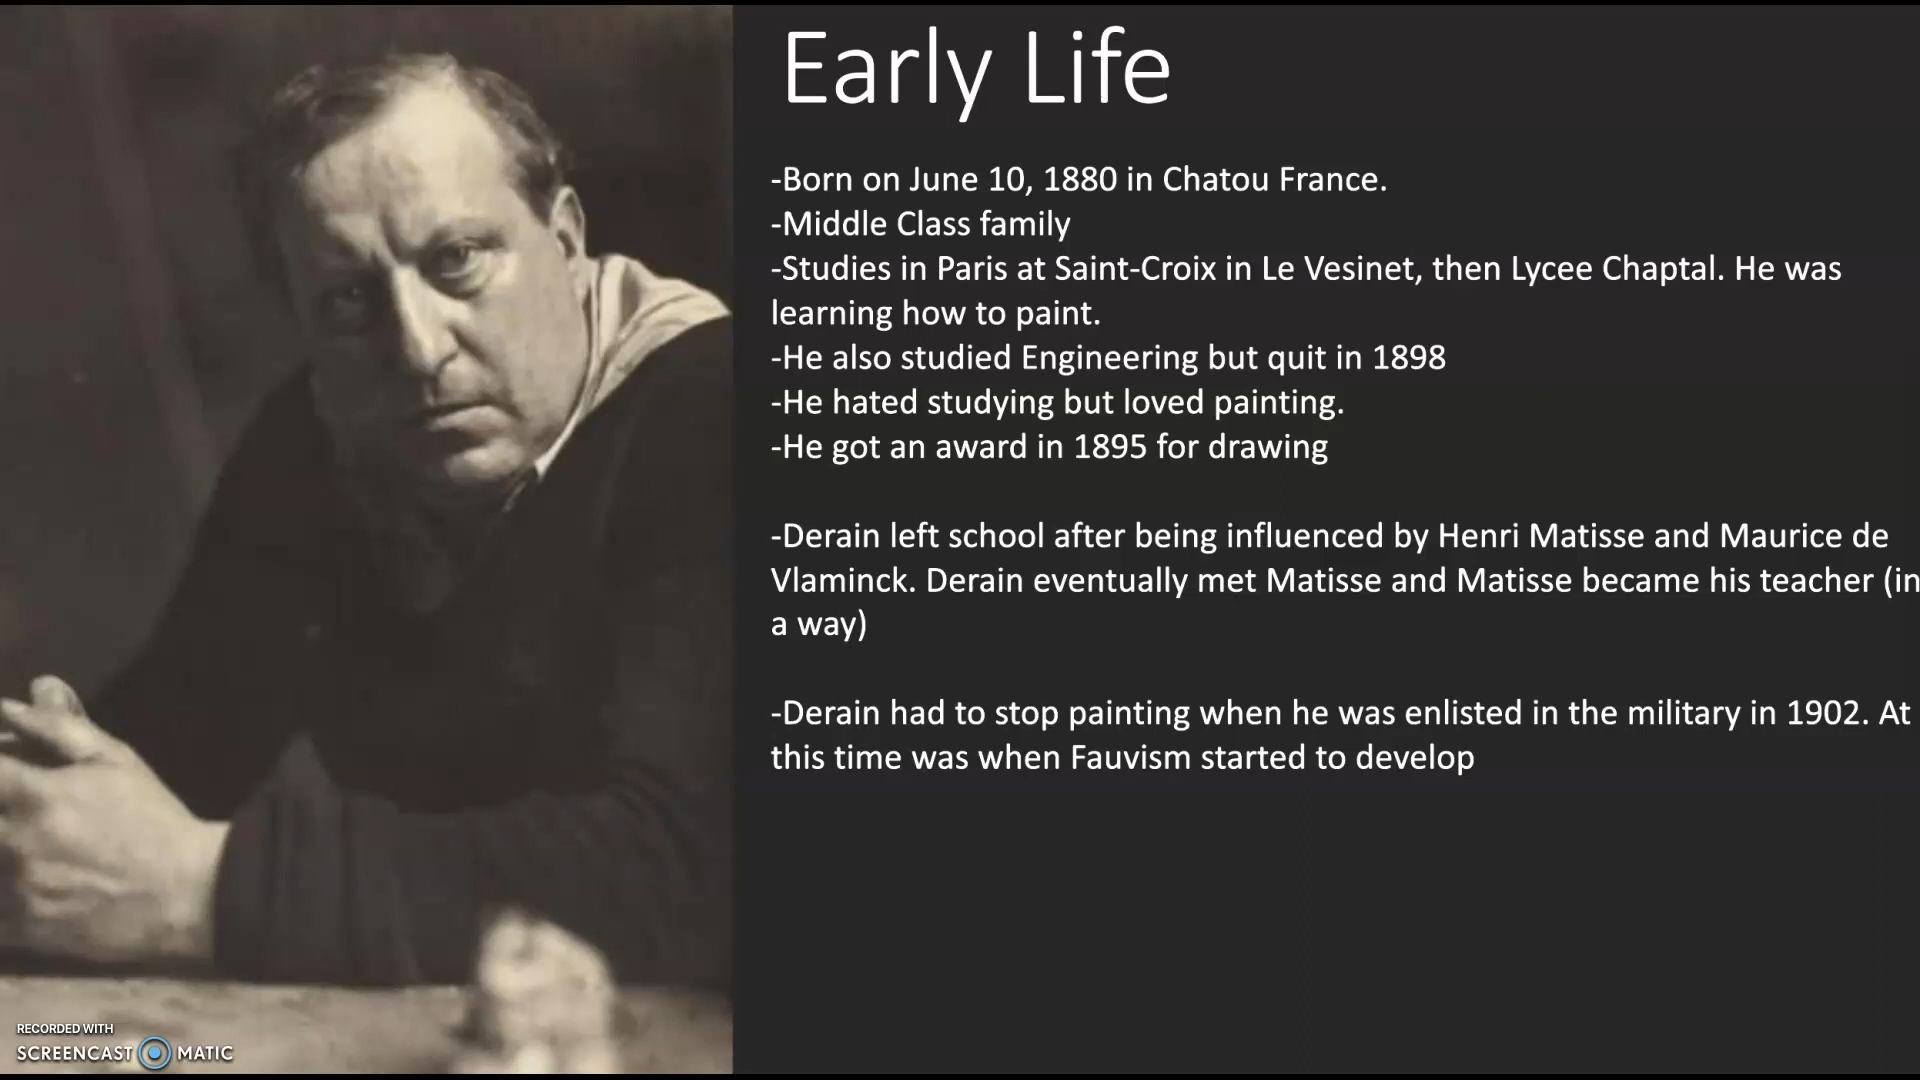 Early Life
-Born on June 10, 1880 in Chatou France.
-Middle Class family
-Studies in Paris at Saint-Croix in Le Vesinet, then Lycee Chaptal. He was
learning how to paint.
-He also studied Engineering but quit in 1898
-He hated studying but loved painting.
-He got an award in 1895 for drawing
-Derain left school after being influenced by Henri Matisse and Maurice de
Vlaminck. Derain eventually met Matisse and Matisse became his teacher (in
a way)
-Derain had to stop painting when he was enlisted in the military in 1902. At
this time was when Fauvism started to develop
RECORDED WITH
SCREENCAST MATIC